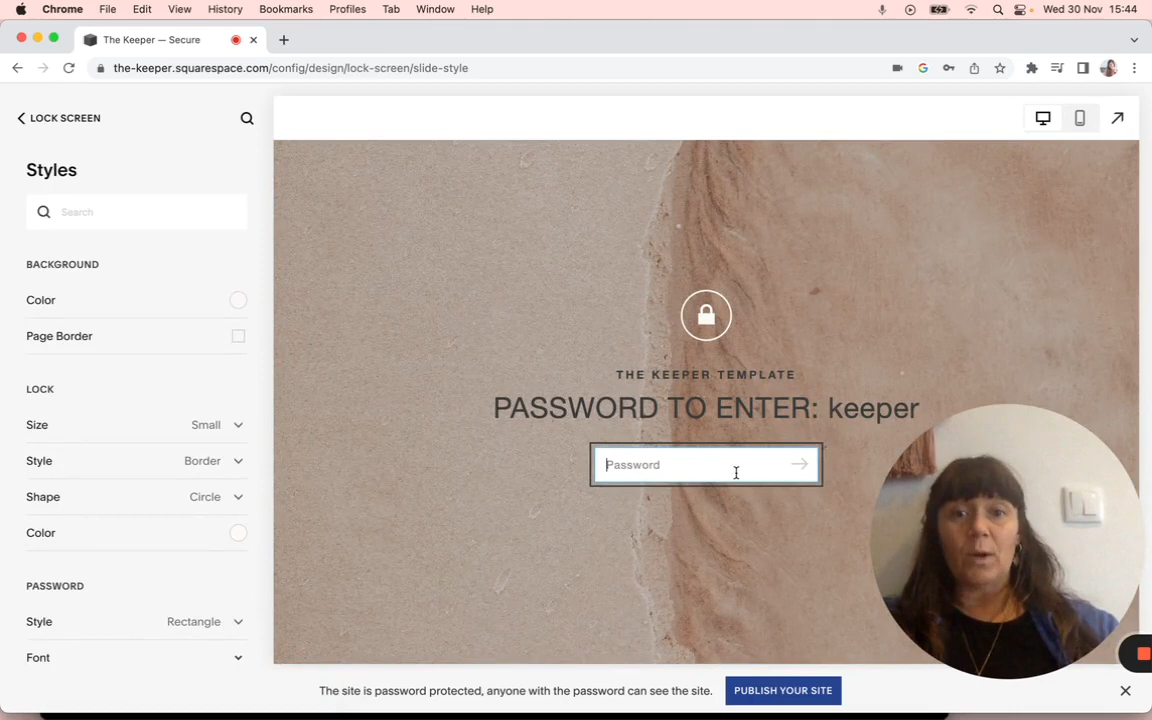 Chrome File Edit View History Bookmarks Profiles Tab Window Help Wed 30 Nov 15:44
The Keeper — Secure
the-keeper.squarespace.com/config/design/lock-screen/slide-style
LOCK SCREEN
Styles
Search
BACKGROUND
Color
Page Border
LOCK
Size Small
Style Border
Shape Circle
Color
PASSWORD
Style Rectangle
Font
THE KEEPER TEMPLATE
PASSWORD TO ENTER: keeper
Password
The site is password protected, anyone with the password can see the site. PUBLISH YOUR SITE